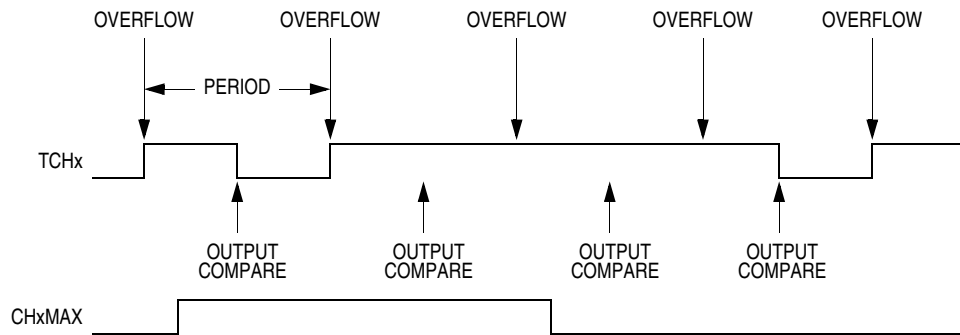 OVERFLOW OVERFLOW OVERFLOW OVERFLOW OVERFLOW
PERIOD
TCHx
OUTPUT OUTPUT OUTPUT OUTPUT
COMPARE COMPARE COMPARE COMPARE
CHxMAX